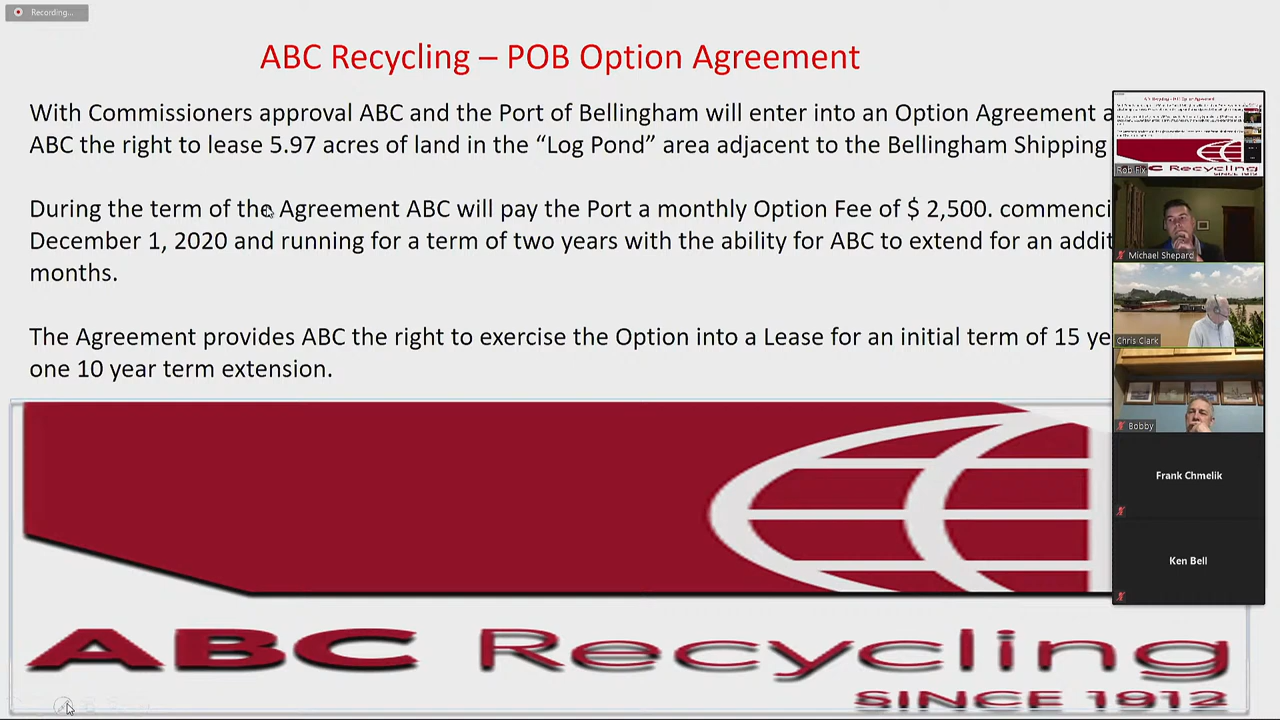 Recording...
ABC Recycling – POB Option Agreement
With Commissioners approval ABC and the Port of Bellingham will enter into an Option Agreement a
ABC the right to lease 5.97 acres of land in the “Log Pond” area adjacent to the Bellingham Shipping
During the term of the Agreement ABC will pay the Port a monthly Option Fee of $ 2,500. commenci
December 1, 2020 and running for a term of two years with the ability for ABC to extend for an addit
months.
The Agreement provides ABC the right to exercise the Option into a Lease for an initial term of 15 ye
one 10 year term extension.
ABC Recycling
SINCE 1912
Rob Fix
Michael Shepard
Chris Clark
Bobby
Frank Chmelik
Ken Bell